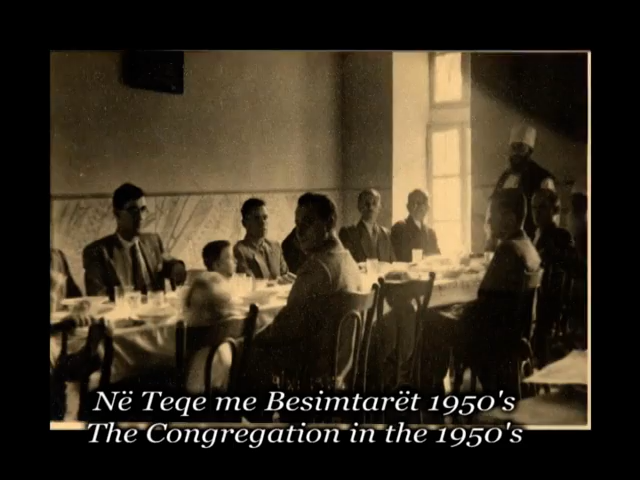 Në Teqe me Besimtarët 1950's
The Congregation in the 1950's